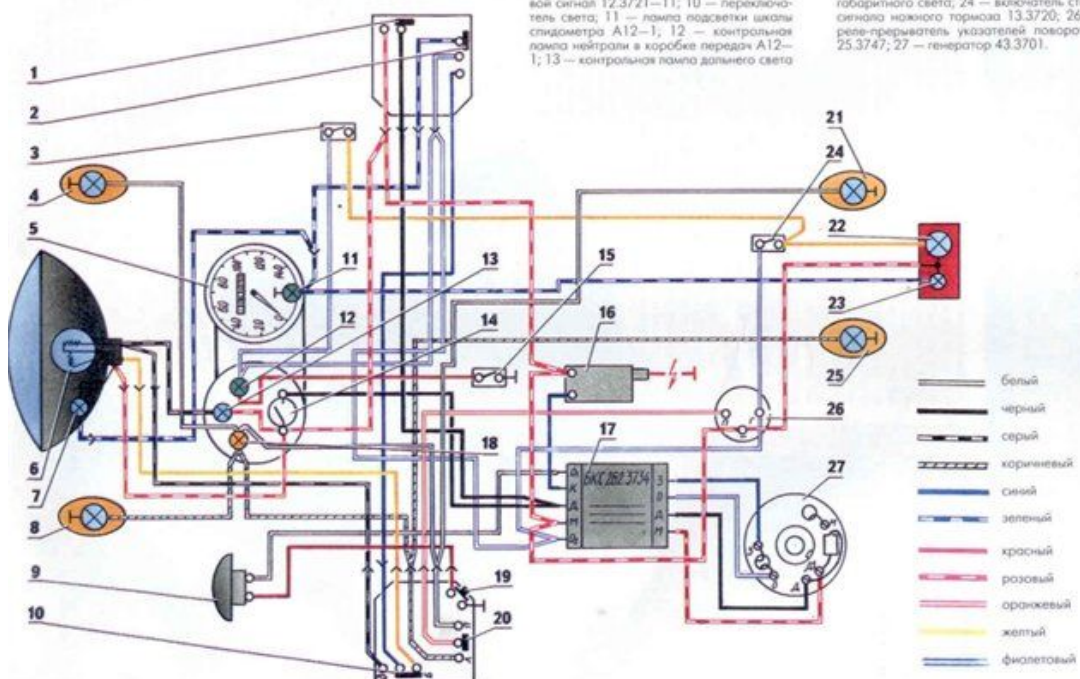 вой сигнал 12.3721—11; 10 — переключа-
тель света; 11 — лампа подсветки шкалы
спидометра А12—1; 12 — контрольная
лампа нейтрали в коробке передач А12—
1; 13 — контрольная лампа дальнего света
габаритного света; 24 — включатель ст
сигнала ножного тормоза 13.3720; 26
реле-прерыватель указателей поворо
25.3747; 27 — генератор 43.3701.
1
2
3
4
5
6
7
8
9
10
11
12
13
14
15
16
17
18
19
20
21
22
23
24
25
26
27
БКС 262.3734
белый
черный
серый
коричневый
синий
зеленый
красный
розовый
оранжевый
желтый
фиолетовый